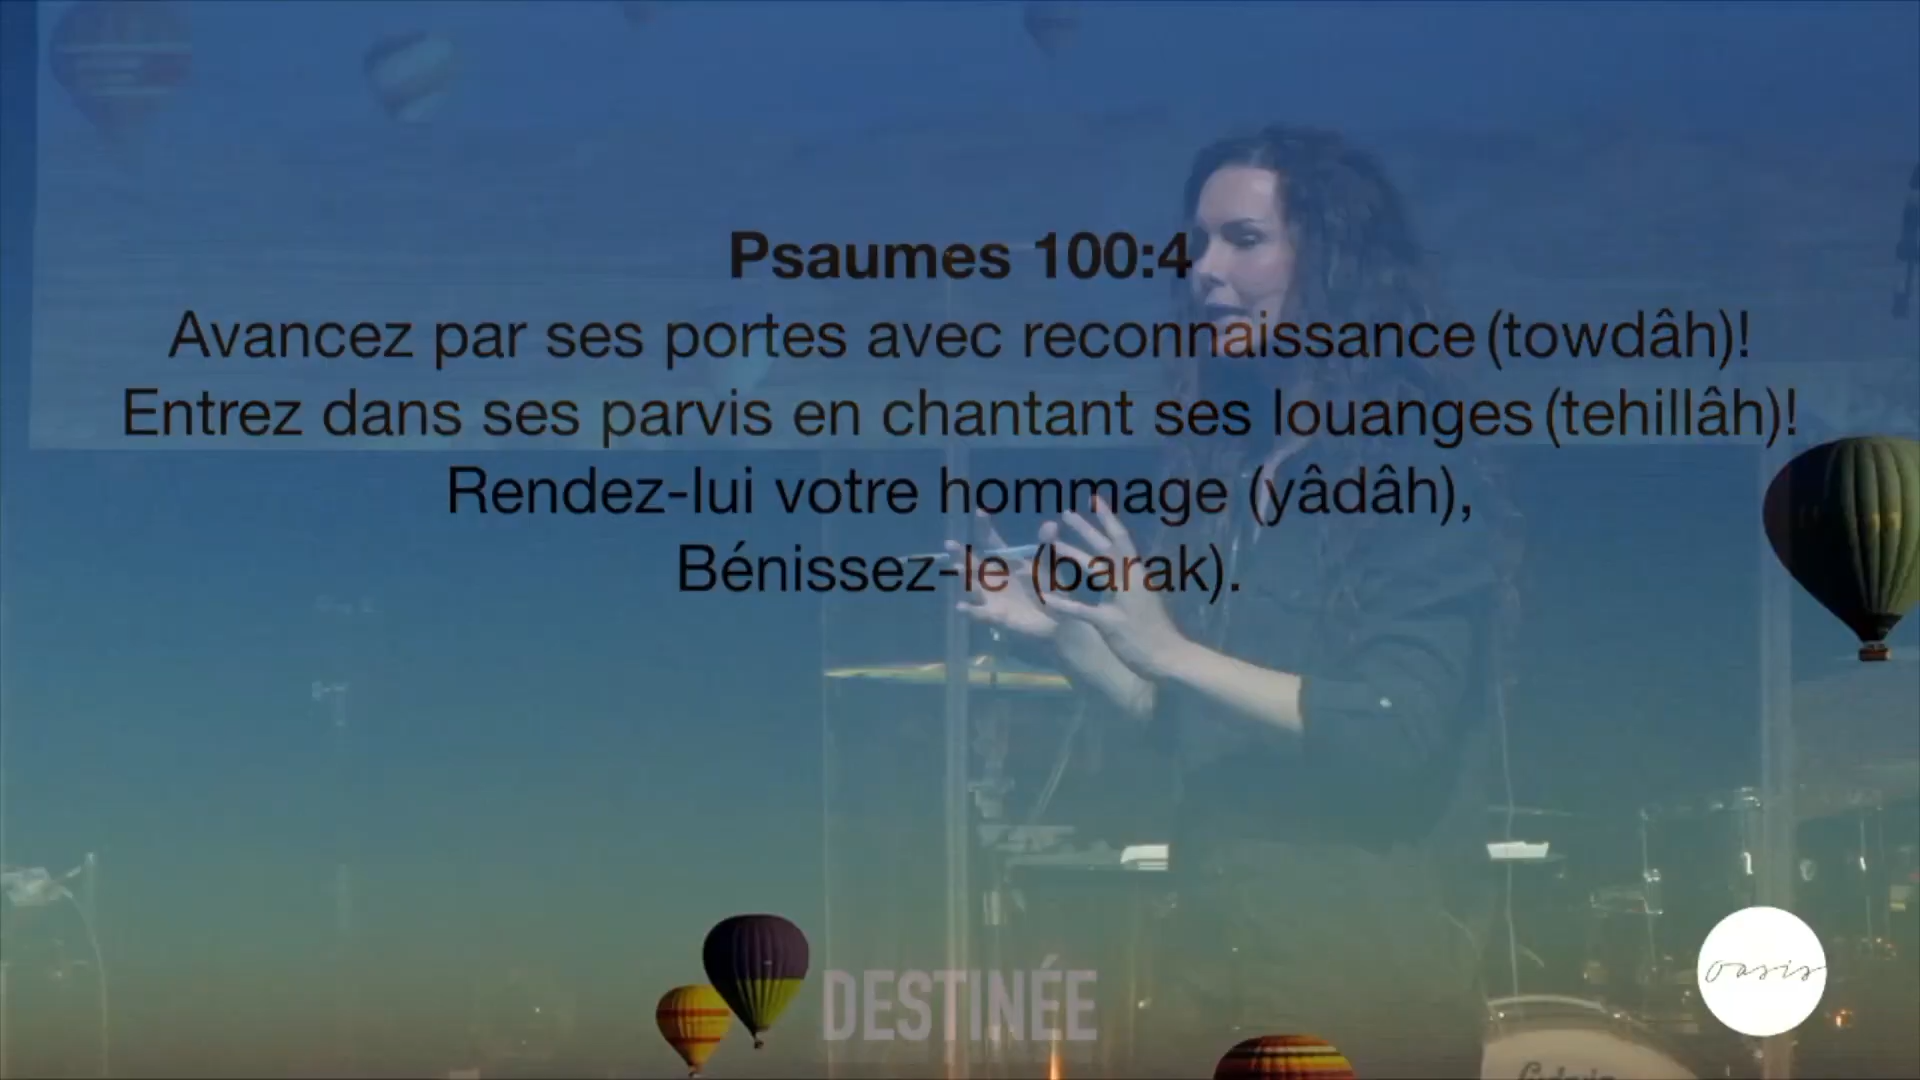 Psaumes 100:4
Avancez par ses portes avec reconnaissance (towdâh)!
Entrez dans ses parvis en chantant ses louanges (tehillâh)!
Rendez-lui votre hommage (yâdâh),
Bénissez-le (barak).
DESTINÉE
oasis
Ludwig